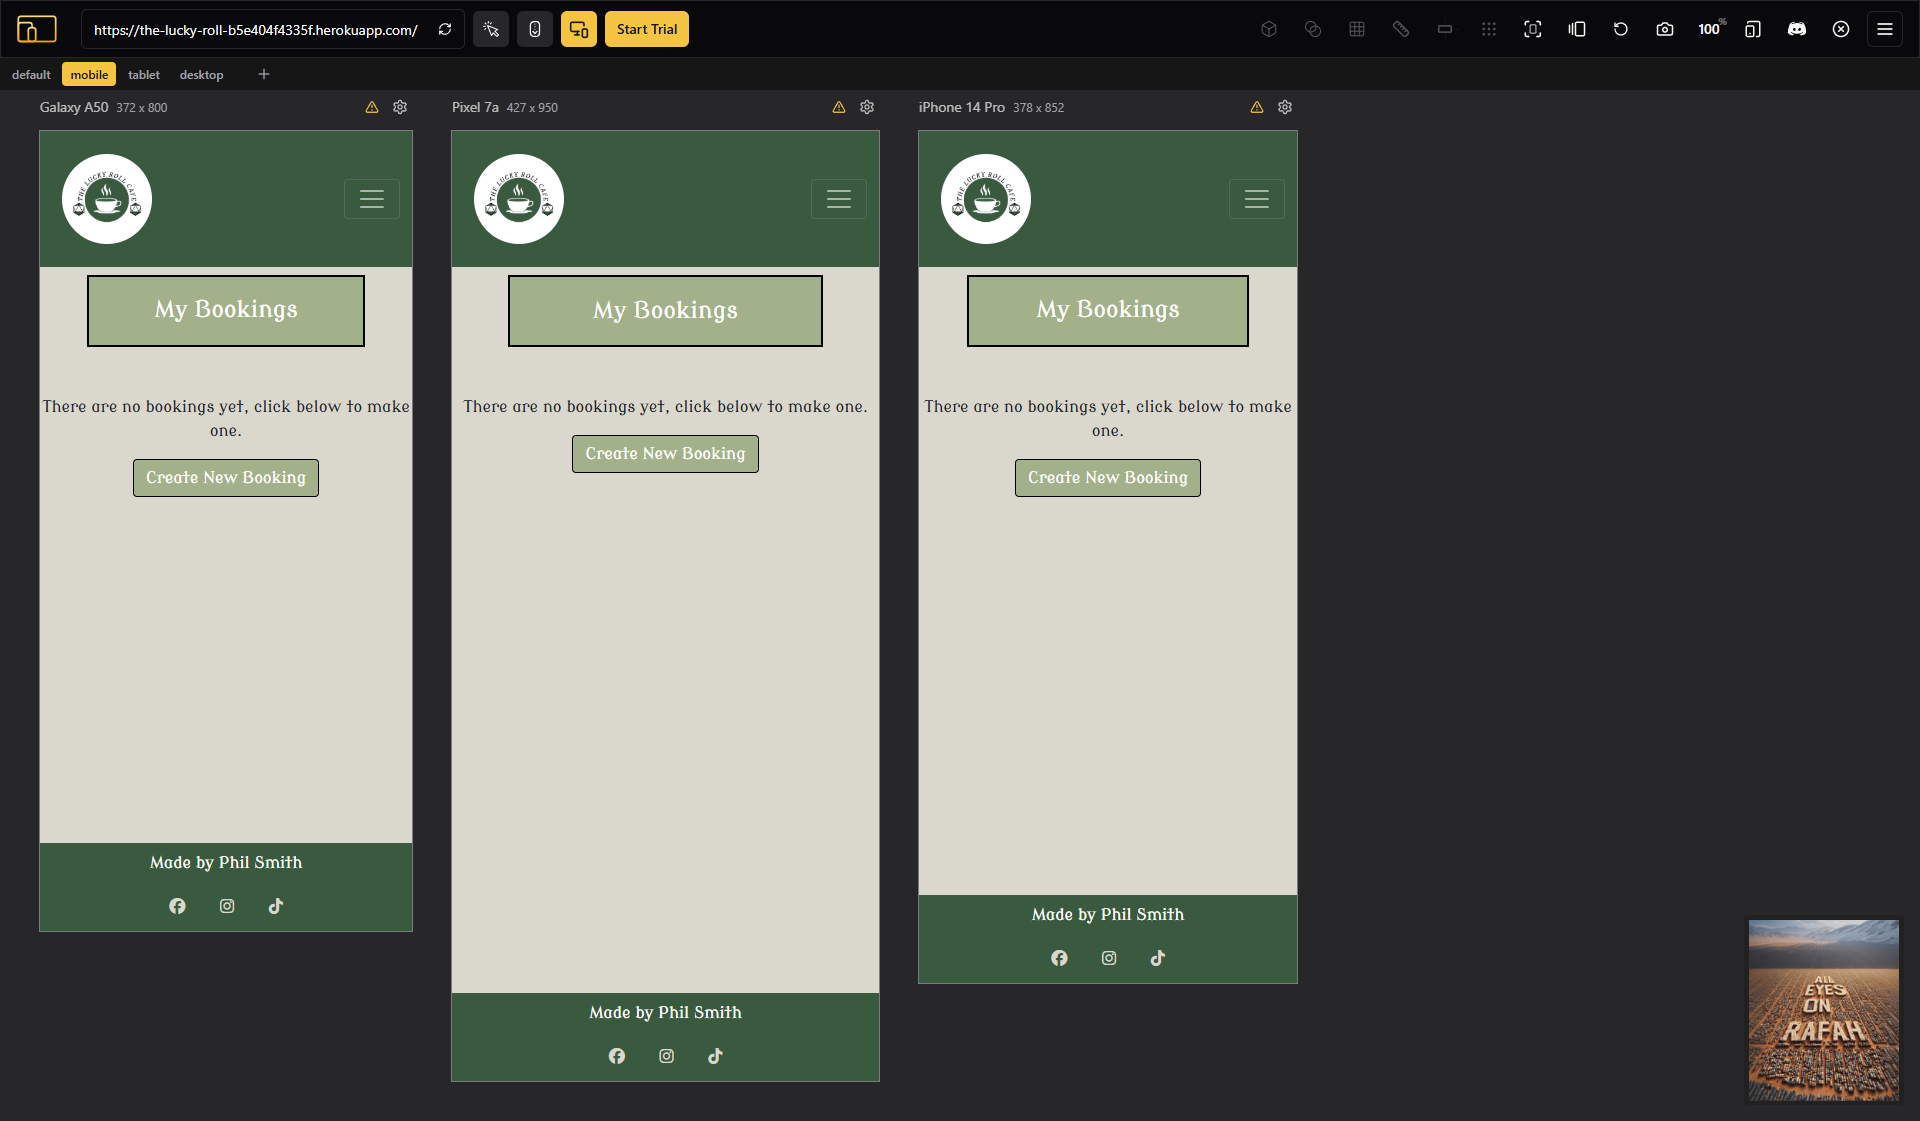 https://the-lucky-roll-b5e404f4335f.herokuapp.com/
Start Trial
100%
default
mobile
tablet
desktop
Galaxy A50 372 x 800
THE LUCKY ROLL CAFE
My Bookings
There are no bookings yet, click below to make
one.
Create New Booking
Made by Phil Smith
Pixel 7a 427 x 950
THE LUCKY ROLL CAFE
My Bookings
There are no bookings yet, click below to make one.
Create New Booking
Made by Phil Smith
iPhone 14 Pro 378 x 852
THE LUCKY ROLL CAFE
My Bookings
There are no bookings yet, click below to make
one.
Create New Booking
Made by Phil Smith
ALL
EYES
ON
RAFAH